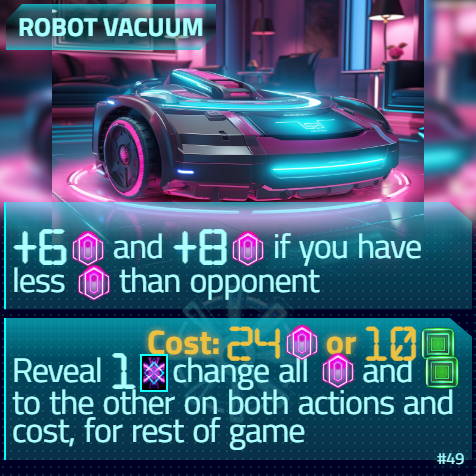 ROBOT VACUUM
+6 and +8 if you have
less than opponent
Cost: 24 or 10
Reveal 1 change all and
to the other on both actions and
cost, for rest of game
#49